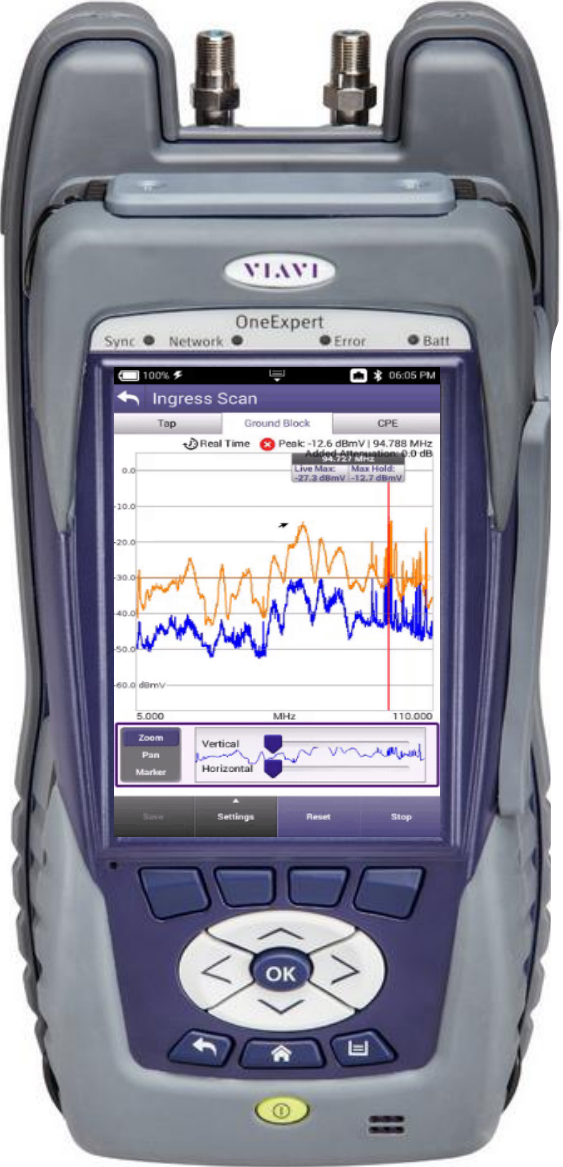 VIAVI
OneExpert
Sync Network Error Batt
100% 06:05 PM
Ingress Scan
Tap Ground Block CPE
Real Time Peak: -12.6 dBmV | 94.788 MHz
Added Attenuation: 0.0 dB
94.727 MHz
Live Max: Max Hold:
-27.3 dBmV -12.7 dBmV
0.0
-10.0
-20.0
-30.0
-40.0
-50.0
-60.0 dBmV
5.000 MHz 110.000
Zoom
Vertical
Pan
Horizontal
Marker
Save Settings Reset Stop
OK